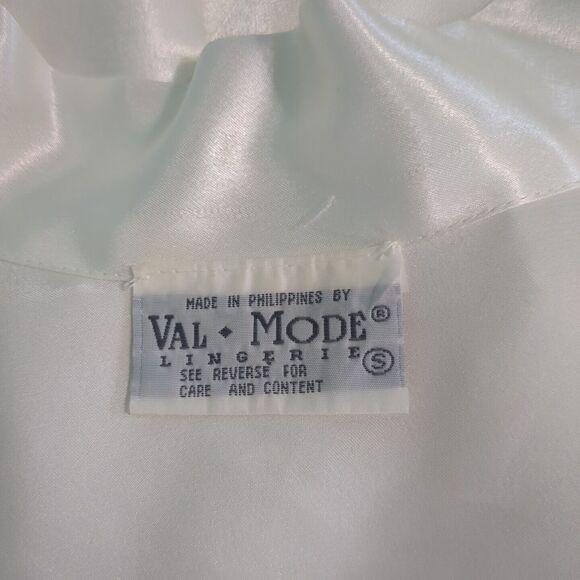 MADE IN PHILIPPINES BY
VAL ♦ MODE®
LINGERIE Ⓢ
SEE REVERSE FOR
CARE AND CONTENT